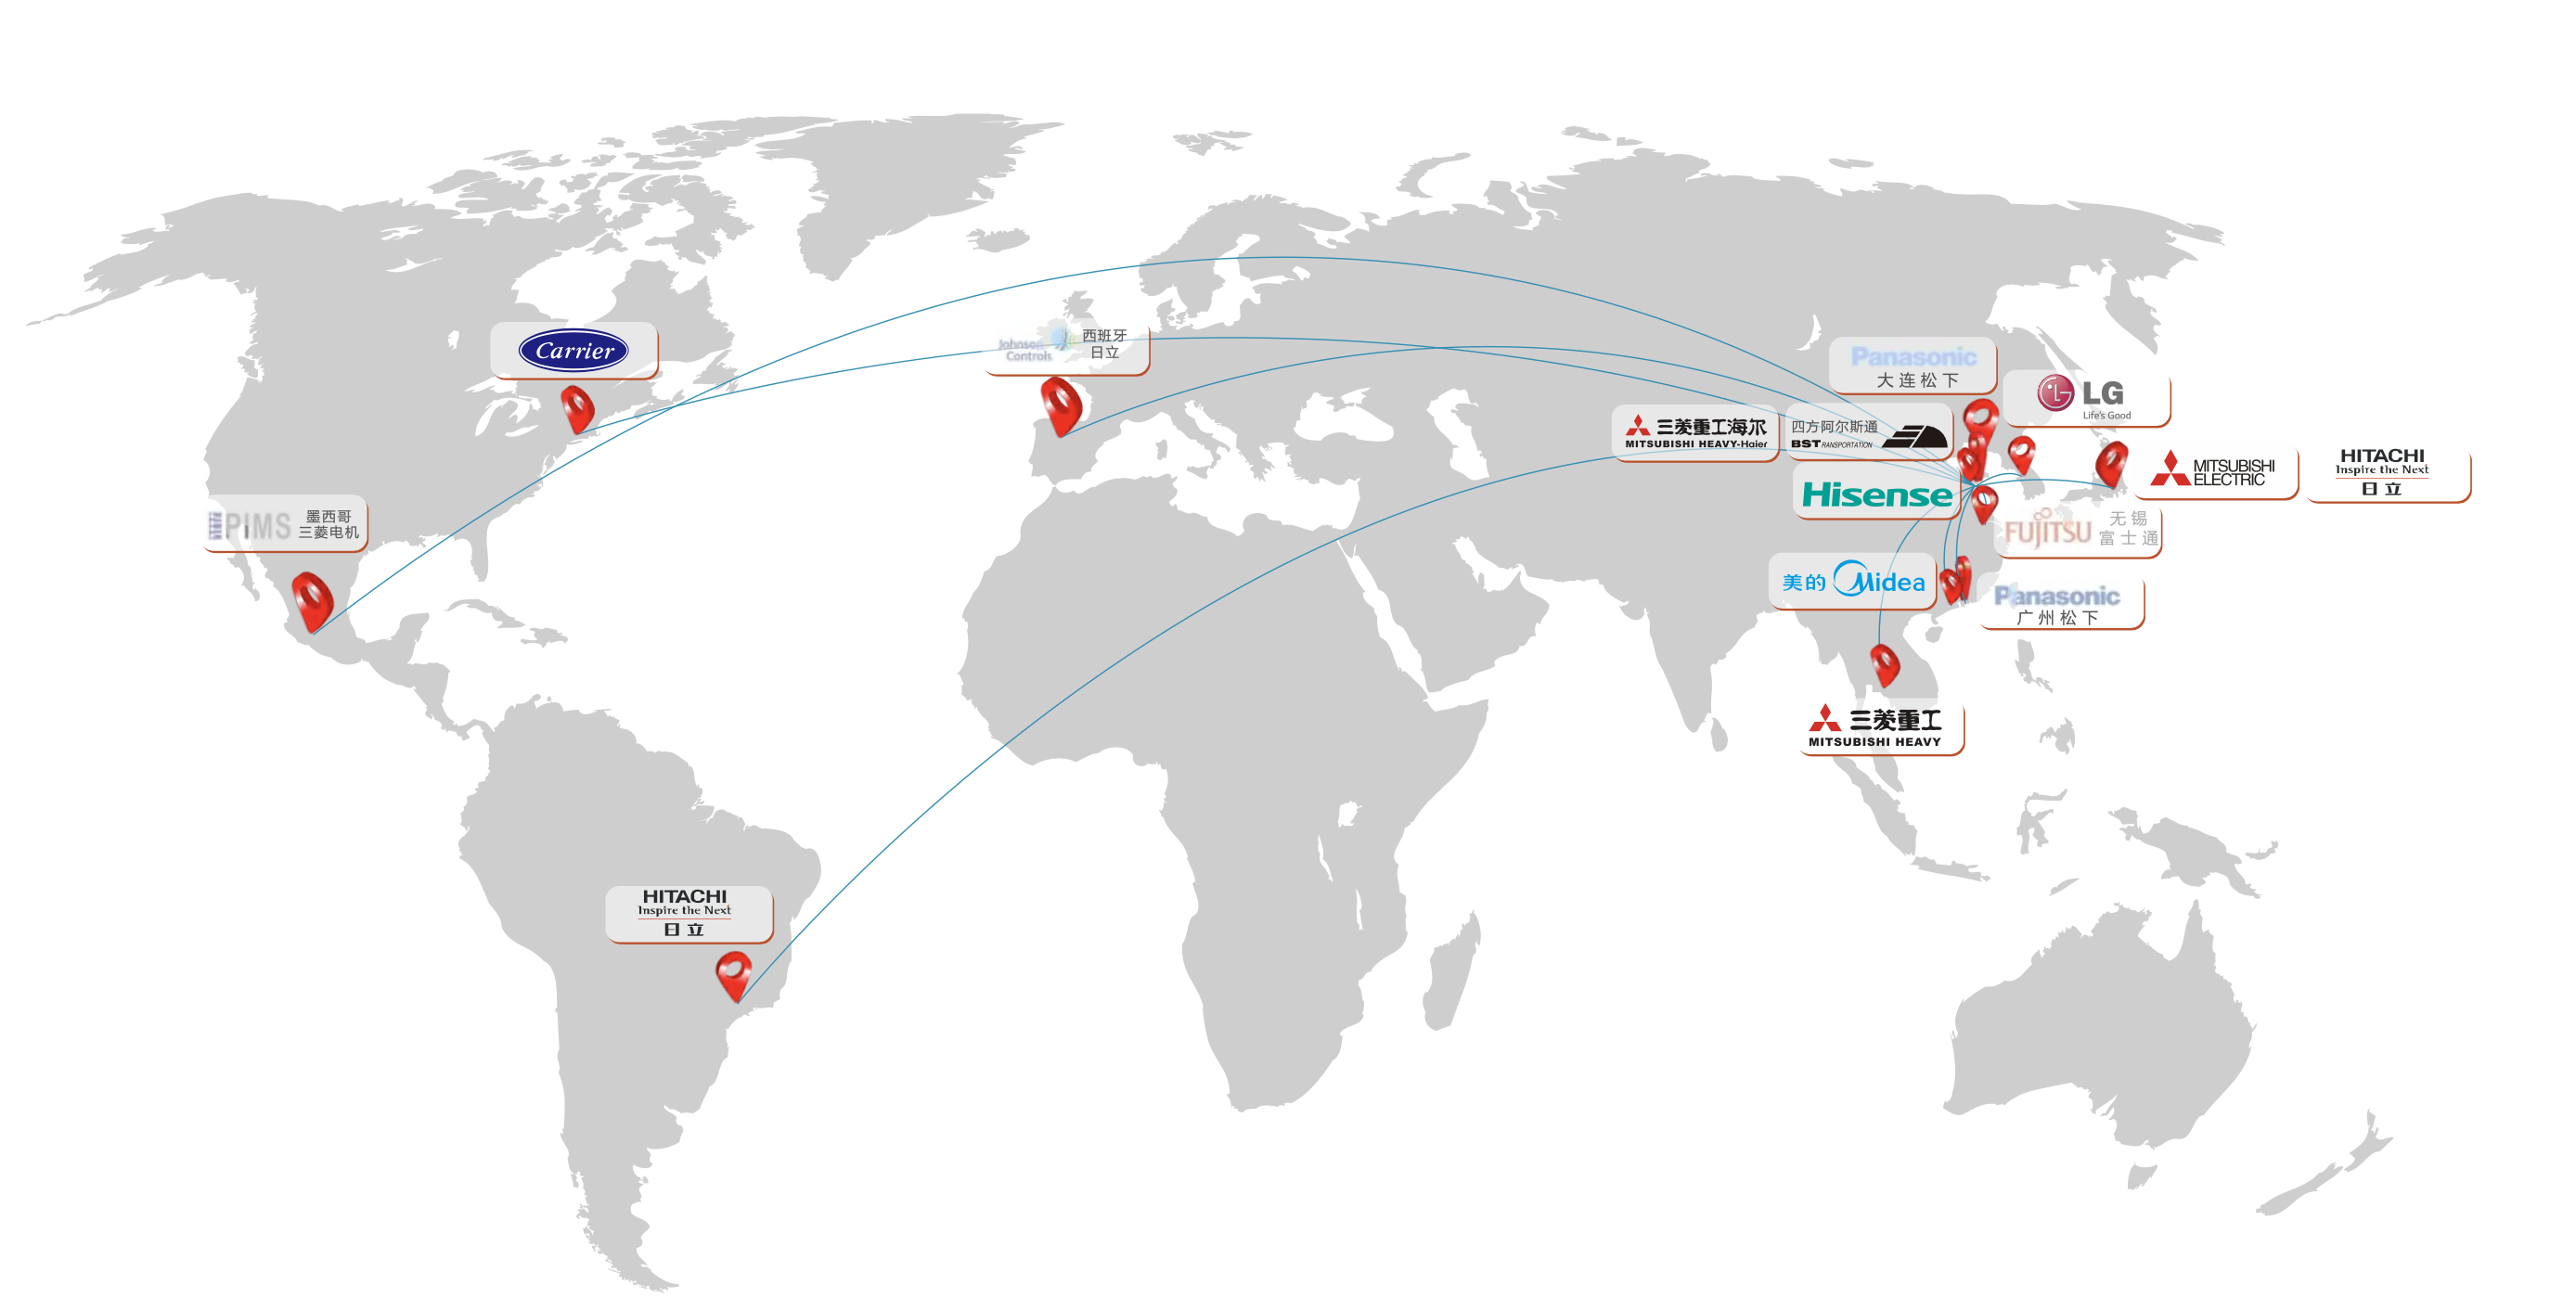 Carrier
Johnson
Controls
西班牙
日立
Panasonic
大连松下
LG
Life's Good
三菱重工海尔
MITSUBISHI HEAVY-Haier
四方阿尔斯通
BST TRANSPORTATION
MITSUBISHI
ELECTRIC
HITACHI
Inspire the Next
日立
Hisense
PIMS
墨西哥
三菱电机
FUJITSU
无锡
富士通
美的 Midea
Panasonic
广州松下
三菱重工
MITSUBISHI HEAVY
HITACHI
Inspire the Next
日立